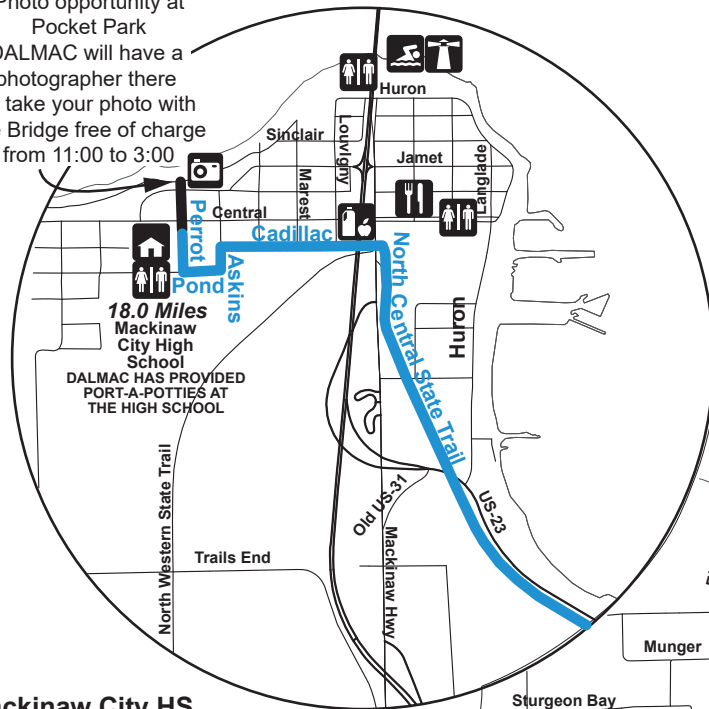 Photo opportunity at
Pocket Park
DALMAC will have a
photographer there
take your photo with
Bridge free of charge
from 11:00 to 3:00
Huron
Sinclair
Louvigny
Jamet
Langlade
Marest
Central
Perrot
Cadillac
Askins
Pond
North Central State Trail
Huron
18.0 Miles
Mackinaw
City High
School
DALMAC HAS PROVIDED
PORT-A-POTTIES AT
THE HIGH SCHOOL
North Western State Trail
Old US-31
US-23
Mackinaw Hwy
Trails End
Munger
Sturgeon Bay
ackinaw City HS